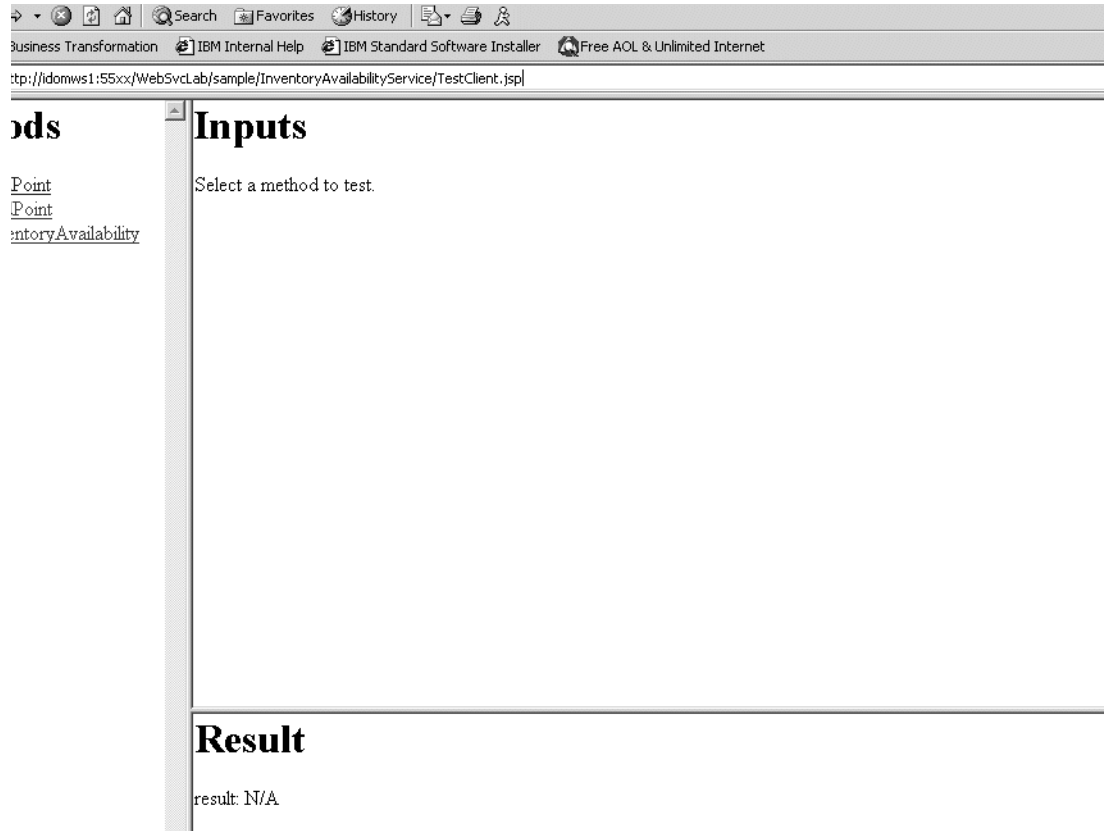 Search Favorites History
Business Transformation IBM Internal Help IBM Standard Software Installer Free AOL & Unlimited Internet
ttp://idomws1:55xx/WebSvcLab/sample/InventoryAvailabilityService/TestClient.jsp
ods
Point
Point
entoryAvailability
Inputs
Select a method to test.
Result
result: N/A